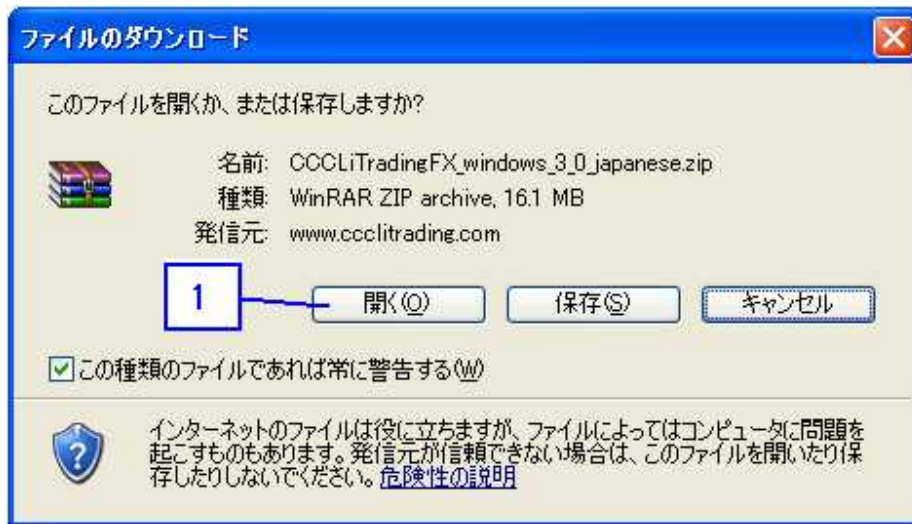 ファイルのダウンロード
このファイルを開くか、または保存しますか?
名前: CCCLiTradingFX_windows_3_0_japanese.zip
種類: WinRAR ZIP archive, 16.1 MB
発信元: www.ccclitrading.com
1
開く(O) 保存(S) キャンセル
この種類のファイルであれば常に警告する(W)
インターネットのファイルは役に立ちますが、ファイルによってはコンピュータに問題を
起こすものもあります。発信元が信頼できない場合は、このファイルを開いたり保
存したりしないでください。危険性の説明